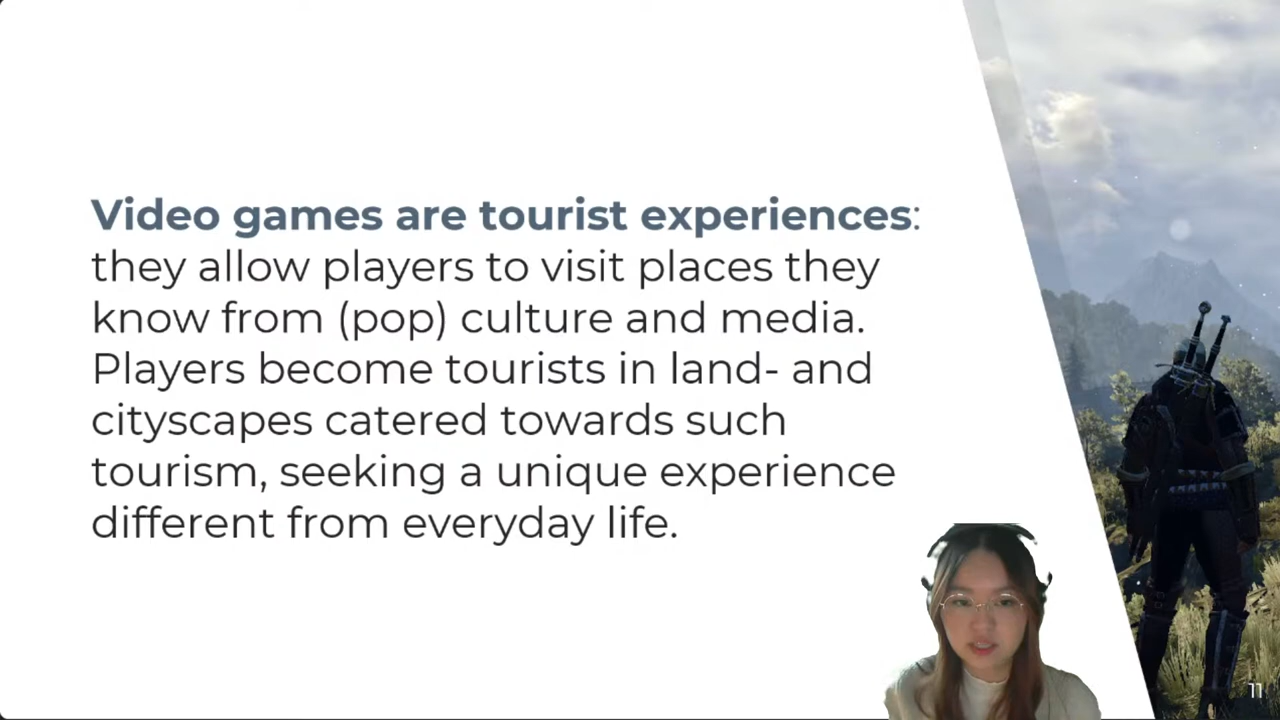 Video games are tourist experiences:
they allow players to visit places they
know from (pop) culture and media.
Players become tourists in land- and
cityscapes catered towards such
tourism, seeking a unique experience
different from everyday life.
11